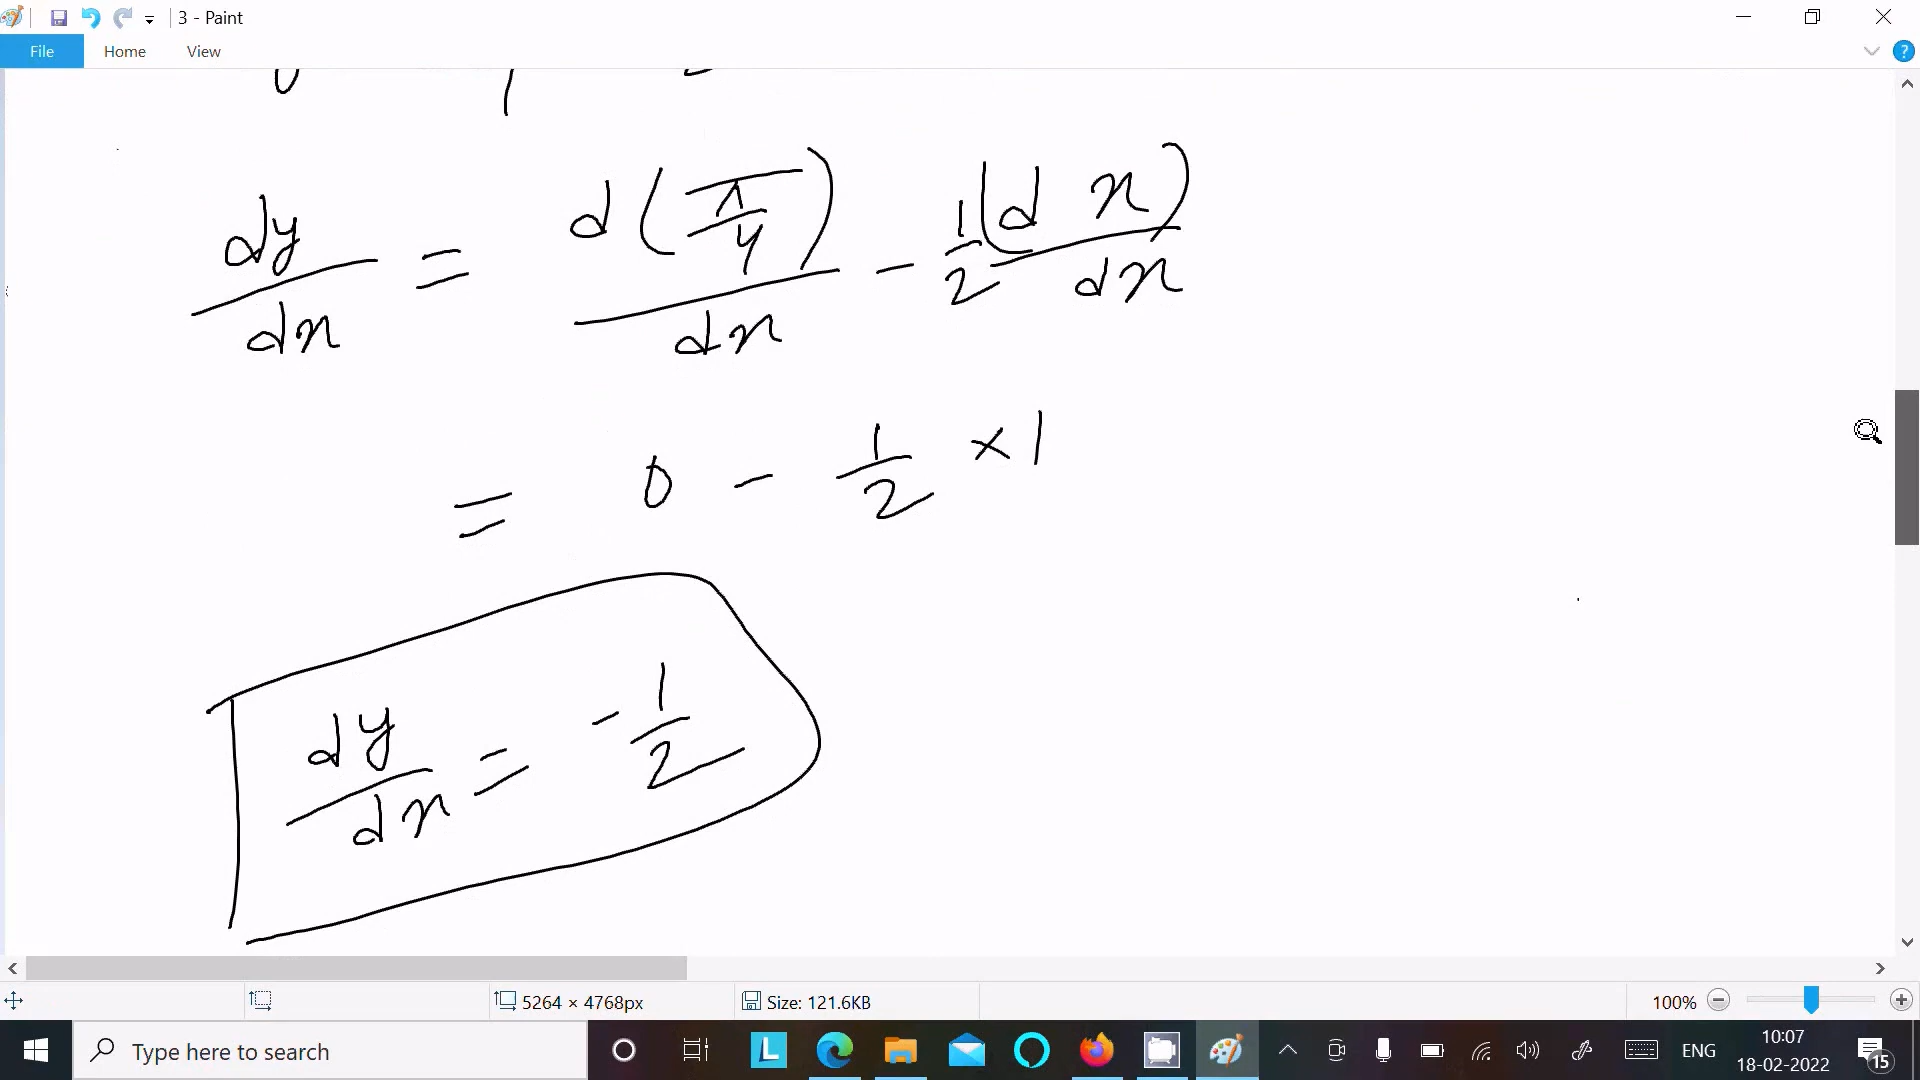 3 - Paint
File Home View
dy/dx = d(π/4)/dx - 1/2 (d x)/dx
= 0 - 1/2 × 1
dy/dx = - 1/2
5264 × 4768px Size: 121.6KB 100%
Type here to search L ENG 10:07
18-02-2022 15